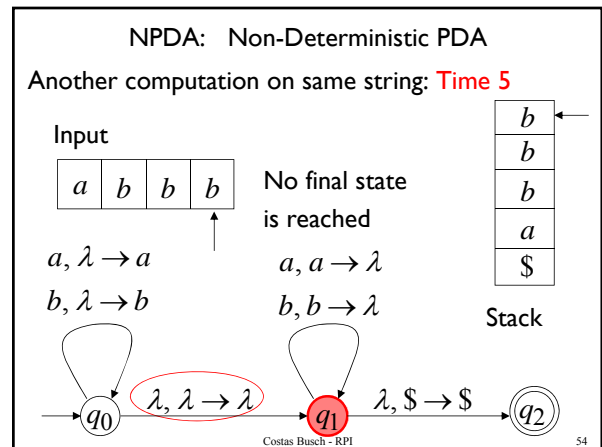 NPDA: Non-Deterministic PDA
Another computation on same string: Time 5
Input
a b b b
No final state
is reached
b
b
b
a
$
Stack
a, λ → a
b, λ → b
a, a → λ
b, b → λ
q0
λ, λ → λ
q1
λ, $ → $
q2
Costas Busch - RPI
54